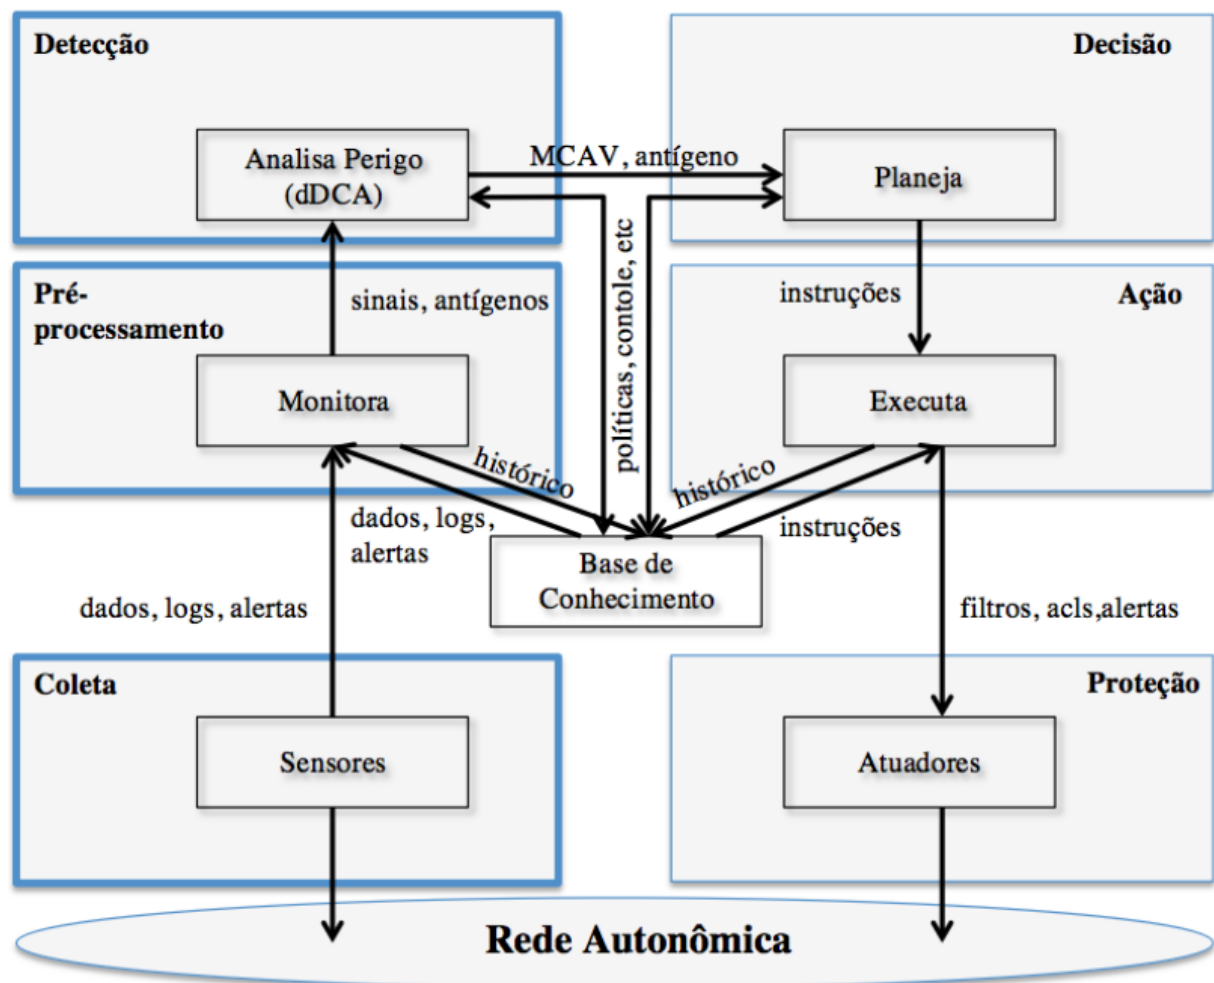 Detecção
Decisão
Analisa Perigo
(dDCA)
MCAV, antígeno
Planeja
políticas, contole, etc
Pré-
processamento
sinais, antígenos
instruções
Ação
Monitora
Executa
histórico
histórico
dados, logs,
alertas
instruções
Base de
Conhecimento
dados, logs, alertas
filtros, acls,alertas
Coleta
Proteção
Sensores
Atuadores
Rede Autonômica